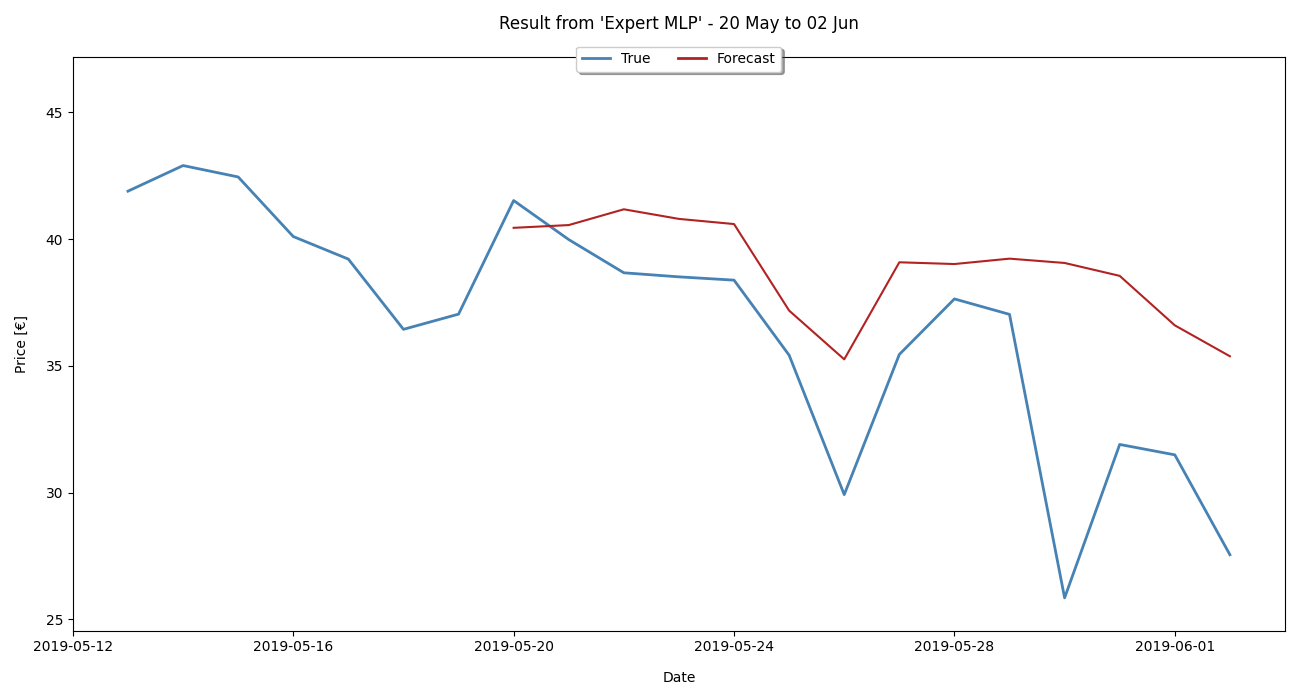 Result from 'Expert MLP' - 20 May to 02 Jun
True Forecast
45
40
35
30
25
Price [€]
2019-05-12 2019-05-16 2019-05-20 2019-05-24 2019-05-28 2019-06-01
Date